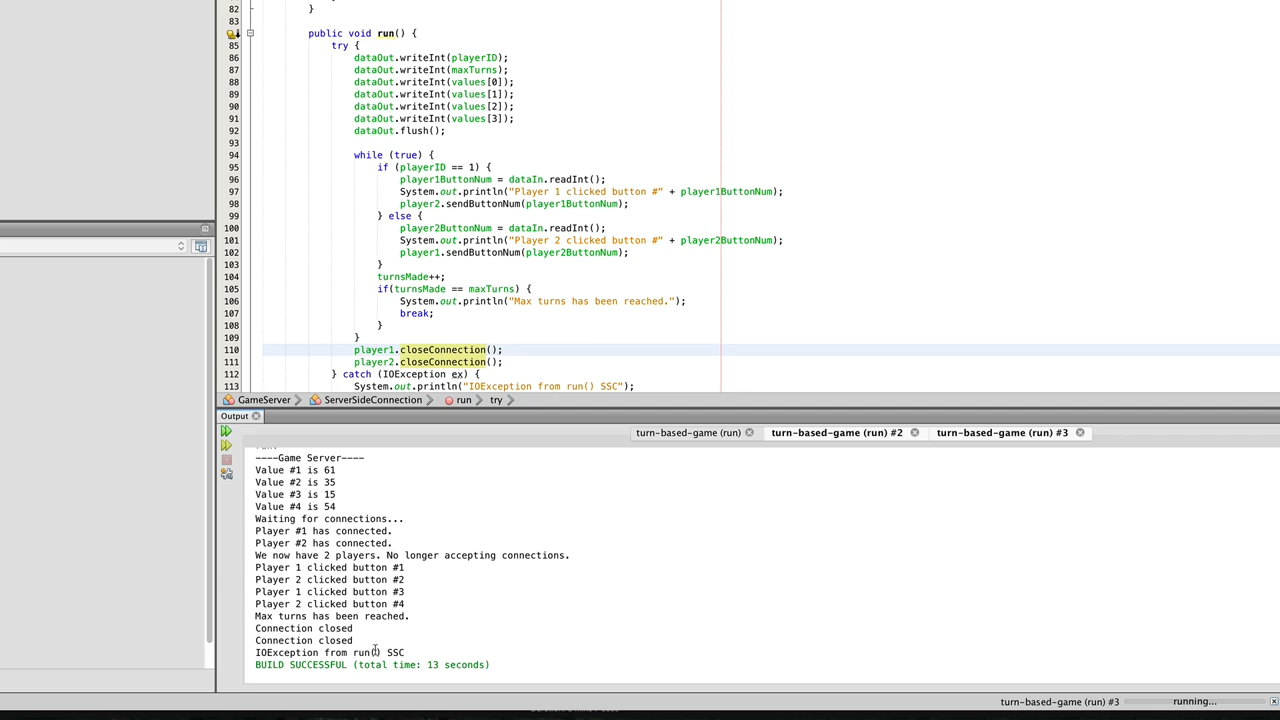 82 }
83
public void run() {
85 try {
86 dataOut.writeInt(playerID);
87 dataOut.writeInt(maxTurns);
88 dataOut.writeInt(values[0]);
89 dataOut.writeInt(values[1]);
90 dataOut.writeInt(values[2]);
91 dataOut.writeInt(values[3]);
92 dataOut.flush();
93
94 while (true) {
95 if (playerID == 1) {
96 player1ButtonNum = dataIn.readInt();
97 System.out.println("Player 1 clicked button #" + player1ButtonNum);
98 player2.sendButtonNum(player1ButtonNum);
99 } else {
100 player2ButtonNum = dataIn.readInt();
101 System.out.println("Player 2 clicked button #" + player2ButtonNum);
102 player1.sendButtonNum(player2ButtonNum);
103 }
104 turnsMade++;
105 if(turnsMade == maxTurns) {
106 System.out.println("Max turns has been reached.");
107 break;
108 }
109 }
110 player1.closeConnection();
111 player2.closeConnection();
112 } catch (IOException ex) {
113 System.out.println("IOException from run() SSC");
GameServer ServerSideConnection run try
Output
turn-based-game (run) turn-based-game (run) #2 turn-based-game (run) #3
----Game Server----
Value #1 is 61
Value #2 is 35
Value #3 is 15
Value #4 is 54
Waiting for connections...
Player #1 has connected.
Player #2 has connected.
We now have 2 players. No longer accepting connections.
Player 1 clicked button #1
Player 2 clicked button #2
Player 1 clicked button #3
Player 2 clicked button #4
Max turns has been reached.
Connection closed
Connection closed
IOException from run() SSC
BUILD SUCCESSFUL (total time: 13 seconds)
turn-based-game (run) #3 running...